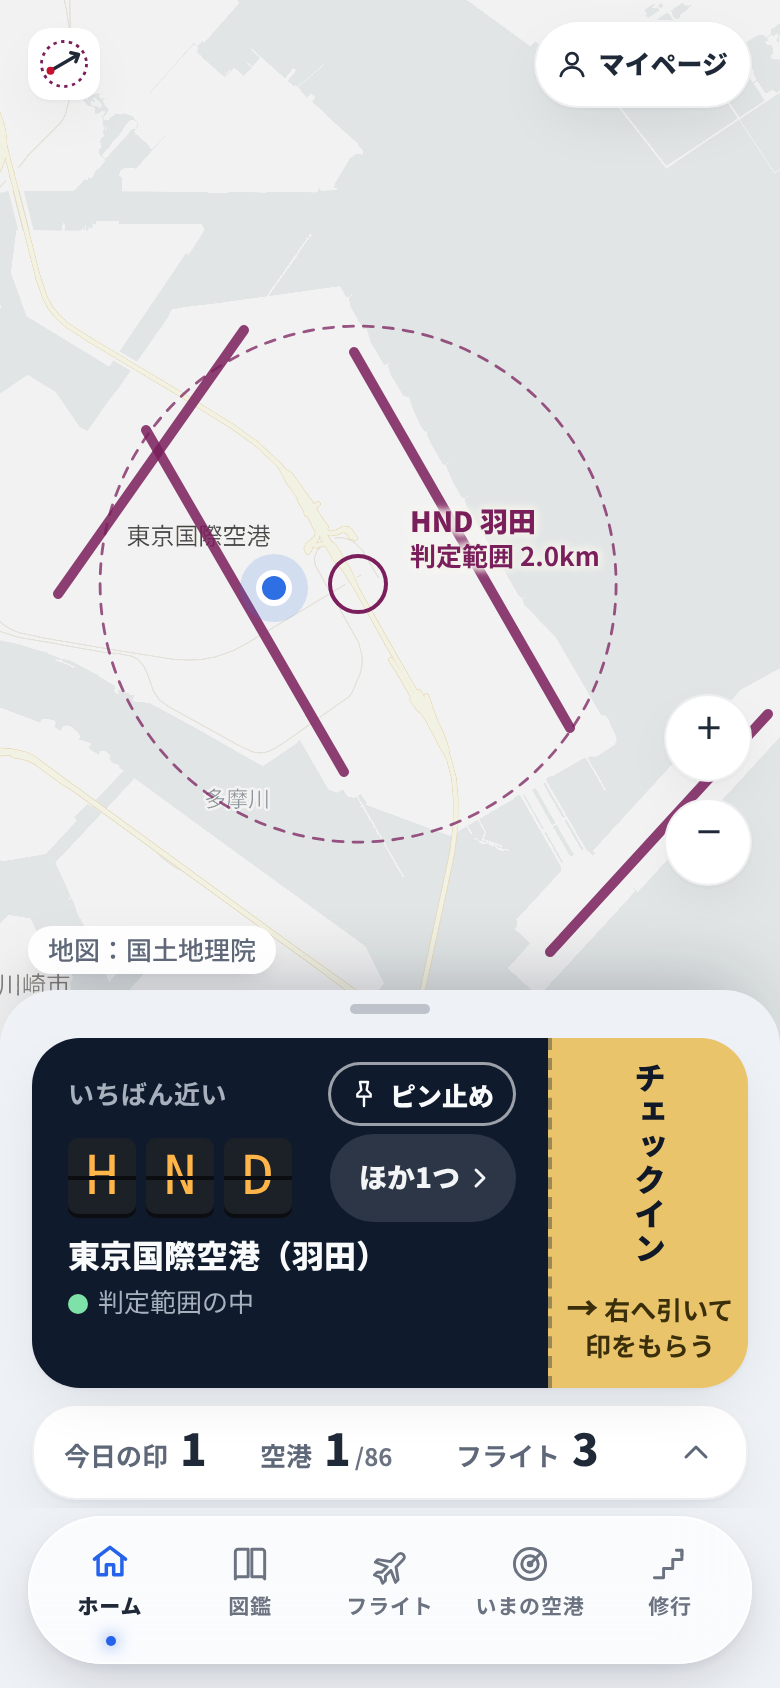 マイページ
東京国際空港
HND 羽田
判定範囲 2.0km
多摩川
+
−
地図：国土地理院
川崎市
いちばん近い
ピン止め
HND
ほか1つ
東京国際空港（羽田）
判定範囲の中
チェックイン
→ 右へ引いて
印をもらう
今日の印 1
空港 1/86
フライト 3
ホーム
図鑑
フライト
いまの空港
修行